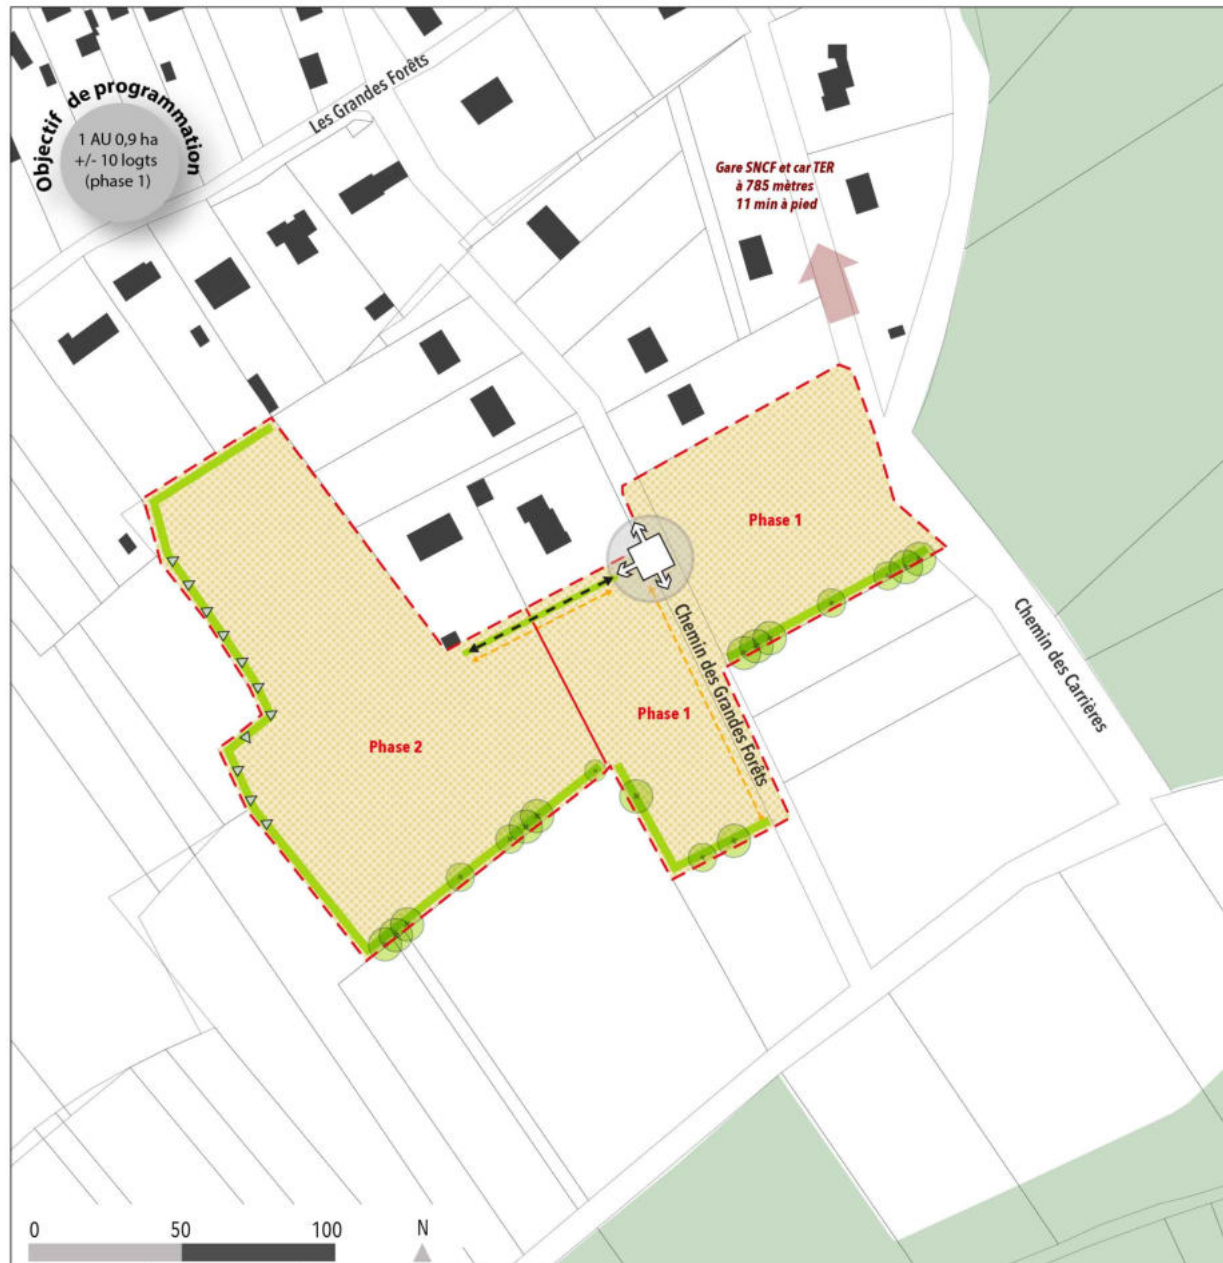 Objectif de programmation
1 AU 0,9 ha
+/- 10 logts
(phase 1)
Les Grandes Forêts
Gare SNCF et car TER
à 785 mètres
11 min à pied
Phase 1
Chemin des Grandes Forêts
Chemin des Carrières
Phase 1
Phase 2
0 50 100
N